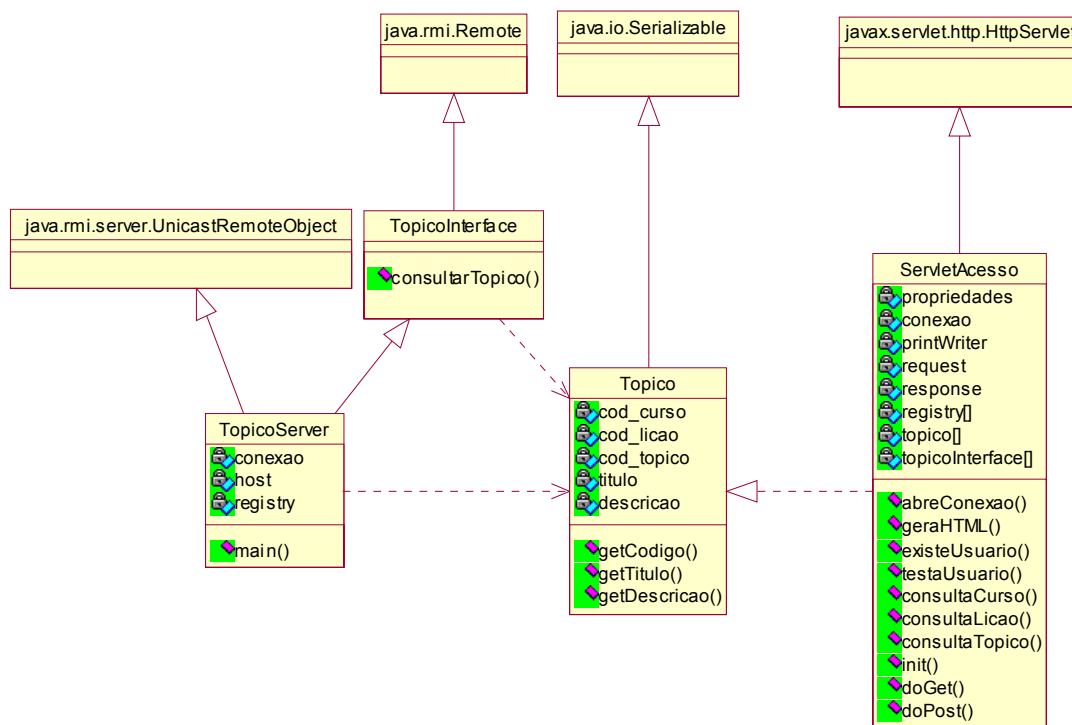 java.rmi.Remote
java.io.Serializable
javax.servlet.http.HttpServlet
java.rmi.server.UnicastRemoteObject
TopicoInterface
consultarTopico()
TopicoServer
conexao
host
registry
main()
Topico
cod_curso
cod_licao
cod_topico
titulo
descricao
getCodigo()
getTitulo()
getDescricao()
ServletAcesso
propriedades
conexao
printWriter
request
response
registry[]
topico[]
topicoInterface[]
abreConexao()
geraHTML()
existeUsuario()
testaUsuario()
consultaCurso()
consultaLicao()
consultaTopico()
init()
doGet()
doPost()